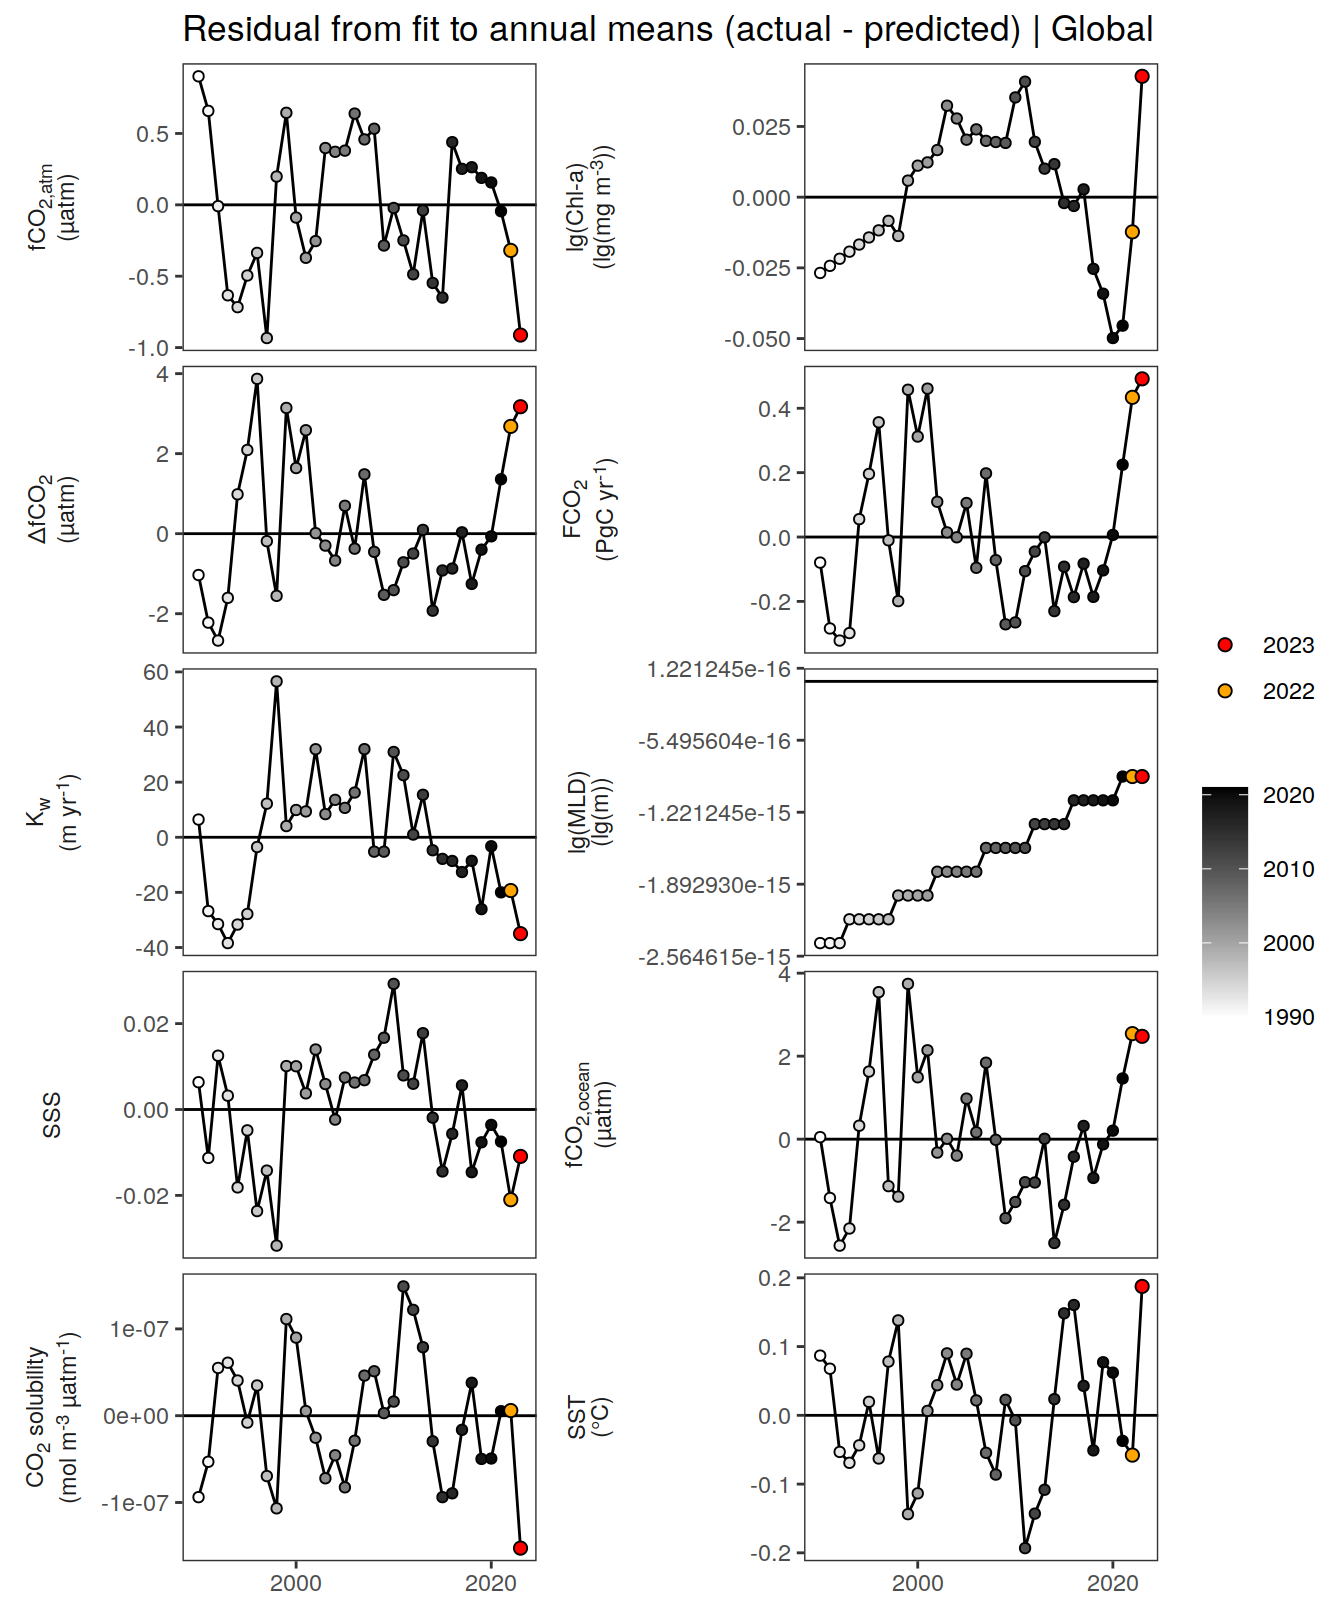 Residual from fit to annual means (actual - predicted) | Global
fCO2,atm
(µatm)
0.5
0.0
-0.5
-1.0
lg(Chl-a)
(lg(mg m-3))
0.025
0.000
-0.025
-0.050
ΔfCO2
(µatm)
4
2
0
-2
FCO2
(PgC yr-1)
0.4
0.2
0.0
-0.2
Kw
(m yr-1)
60
40
20
0
-20
-40
lg(MLD)
(lg(m))
1.221245e-16
-5.495604e-16
-1.221245e-15
-1.892930e-15
-2.564615e-15
SSS
0.02
0.00
-0.02
fCO2,ocean
(µatm)
4
2
0
-2
CO2 solubility
(mol m-3 µatm-1)
1e-07
0e+00
-1e-07
2000
2020
SST
(°C)
0.2
0.1
0.0
-0.1
-0.2
2000
2020
2023
2022
2020
2010
2000
1990